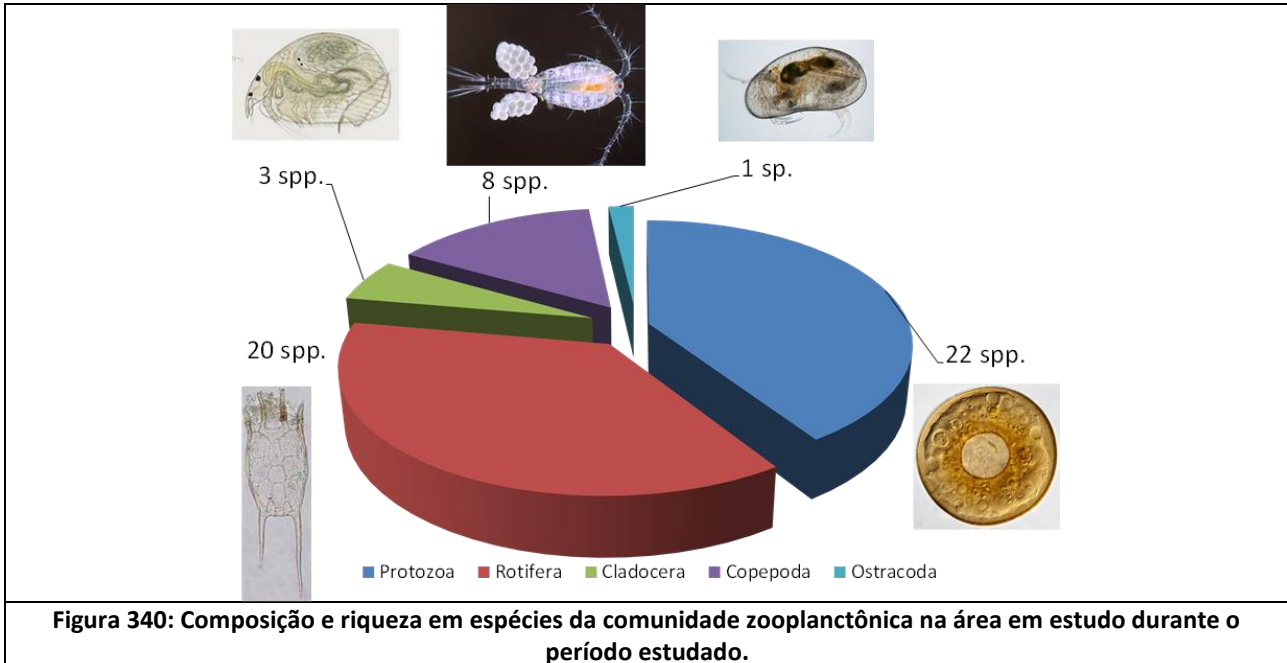 3 spp.
8 spp.
1 sp.
20 spp.
22 spp.
Protozoa Rotifera Cladocera Copepoda Ostracoda
Figura 340: Composição e riqueza em espécies da comunidade zooplanctônica na área em estudo durante o
período estudado.